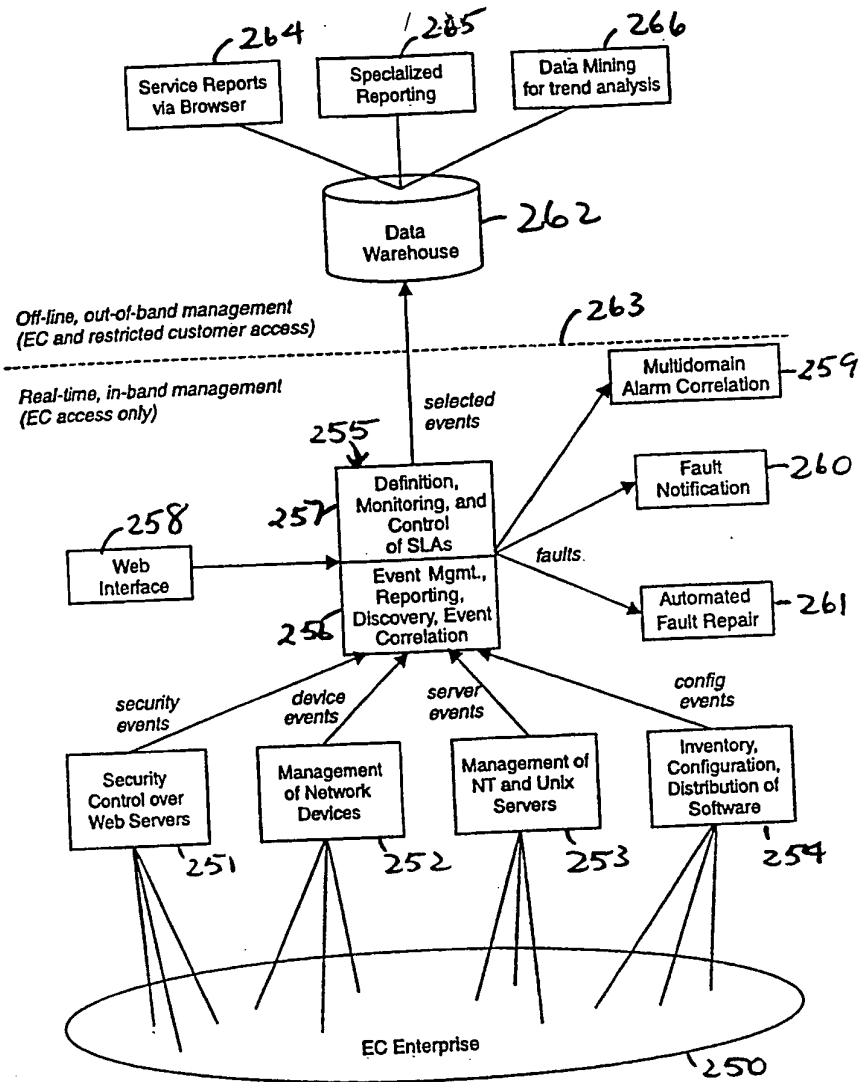 264
265
266
Service Reports
via Browser
Specialized
Reporting
Data Mining
for trend analysis
Data
Warehouse
262
Off-line, out-of-band management
(EC and restricted customer access)
263
Real-time, in-band management
(EC access only)
selected
events
Multidomain
Alarm Correlation
259
255
257
Definition,
Monitoring, and
Control
of SLAs
Fault
Notification
260
258
Web
Interface
faults.
256
Event Mgmt.,
Reporting,
Discovery, Event
Correlation
Automated
Fault Repair
261
security
events
device
events
server
events
config
events
Security
Control over
Web Servers
251
Management
of Network
Devices
252
Management of
NT and Unix
Servers
253
Inventory,
Configuration,
Distribution of
Software
254
EC Enterprise
250